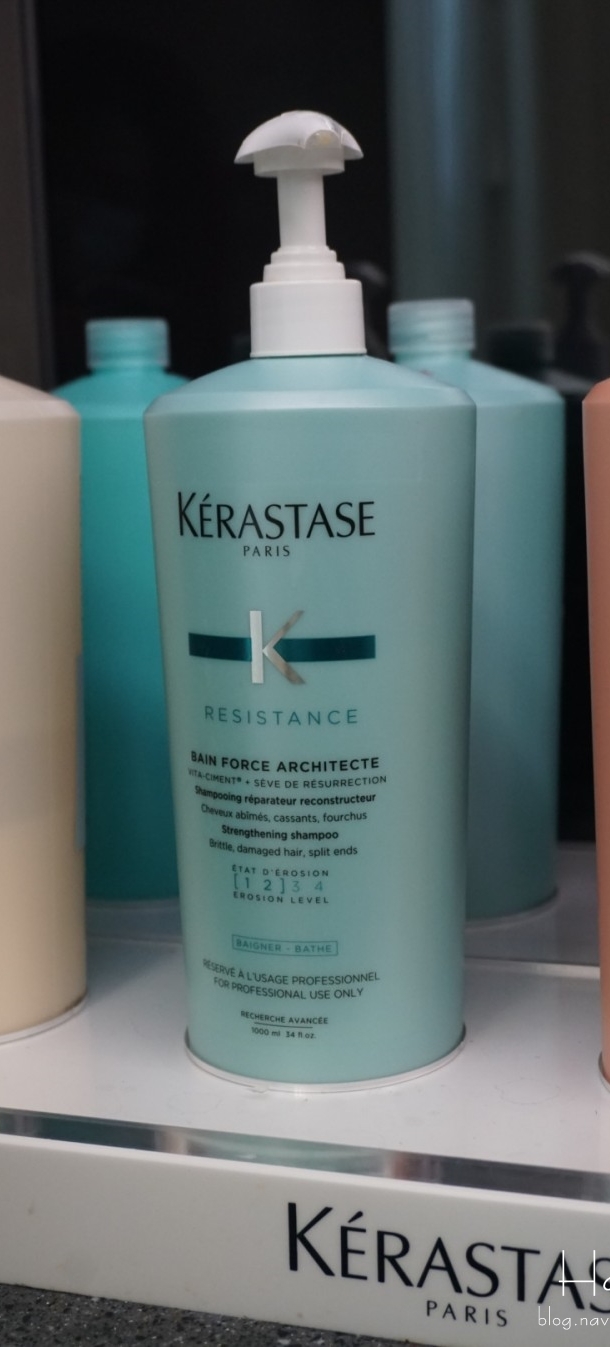 KÉRASTASE
PARIS
K
RESISTANCE
BAIN FORCE ARCHITECTE
VITA-CIMENT® + SÈVE DE RÉSURRECTION
Shampooing réparateur reconstructeur
Cheveux abîmés, cassants, fourchus
Strengthening shampoo
Brittle, damaged hair, split ends
ÉTAT D'ÉROSION
[1 2] 3 4
EROSION LEVEL
BAIGNER - BATHE
RÉSERVÉ À L'USAGE PROFESSIONNEL
FOR PROFESSIONAL USE ONLY
RECHERCHE AVANCÉE
1000 ml 34 fl.oz.
KÉRASTAS
PARIS
Ha
blog.nav